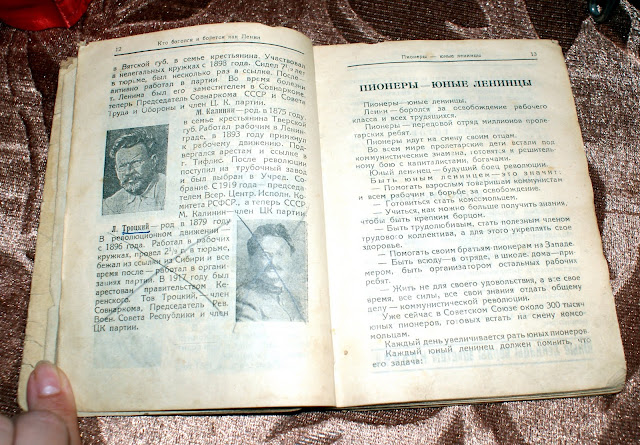 12
Кто боролся и борется как Ленин
в Вятской губ. в семье крестьянина. Участвовал
в нелегальных кружках с 1898 года. Сидел 7½ лет
в тюрьме, был несколько раз в ссылке. После
активно работал в партии Во время болезни
т. Ленина был его заместителем в Совнаркоме,
теперь Председатель Совнаркома СССР и Совета
Труда и Обороны и член Ц. К. партии.
М. Калинин—род. в 1875 году
в семье крестьянина Тверской
губ. Работал рабочим в Ленин-
граде, в 1893 году примкнул
к рабочему движению. Под-
вергался арестам и ссылке в
г. Тифлис. После революции
поступил на трубочный завод
и был выбран в Учред. Со-
брание. С 1919 года — председа-
тель Всер. Центр. Исполн. Ко-
митета РСФСР, а теперь СССР.
М. Калинин—член ЦК партии
Л. Троцкий—род. в 1879 году
В революционном движении—
с 1896 года. Работал в рабочих
кружках, провел 2 в тюрьме,
бежал из ссылки из Сибири и все
время после—работал в органи-
зациях партии. В 1917 году был
арестован правительством Ке-
ренского. Тов Троцкий, член
Совнаркома, Председатель Рев.
Воен. Совета Республики и член
ЦК партии.
Пионеры — юные ленинцы
13
ПИОНЕРЫ—ЮНЫЕ ЛЕНИНЦЫ
Пионеры—юные ленинцы.
Ленин—боролся за освобождение рабочего
класса и всех трудящихся.
Пионеры—передовой отряд миллионов проле-
тарских ребят.
Пионеры идут на смену своим отцам.
Во всем мире пролетарские дети встали под
коммунистические знамена, готовятся к решитель-
ному бою с капиталистами, богачами.
Юный ленинец — будущий боец революции.
Быть юным ленинцем—это значит:
— Помогать взрослым товарищам коммунистам
и всем рабочим в борьбе за освобождение.
Готовиться стать комсомольцем.
— Учиться, как можно больше получить знания,
чтобы быть крепким борцом.
— Быть трудолюбивым, стать полезным членом
трудового коллектива, а для этого укреплять свое
здоровье.
— Помогать своим братьям пионерам из Запада.
— Быть всюду—в отряде, в школе, дома—при-
мером, быть организатором остальных рабочих
ребят.
— Жить не для своего удовольствия, а все свое
время, все силы, все свои знания отдать общему
делу—коммунистической революции.
Уже сейчас в Советском Союзе около 300 тысяч
юных пионеров, готовых встать на смену комсо-
мольцам.
Каждый день увеличивается рать юных пионеров
Каждый юный ленинец должен помнить, что
его задача: